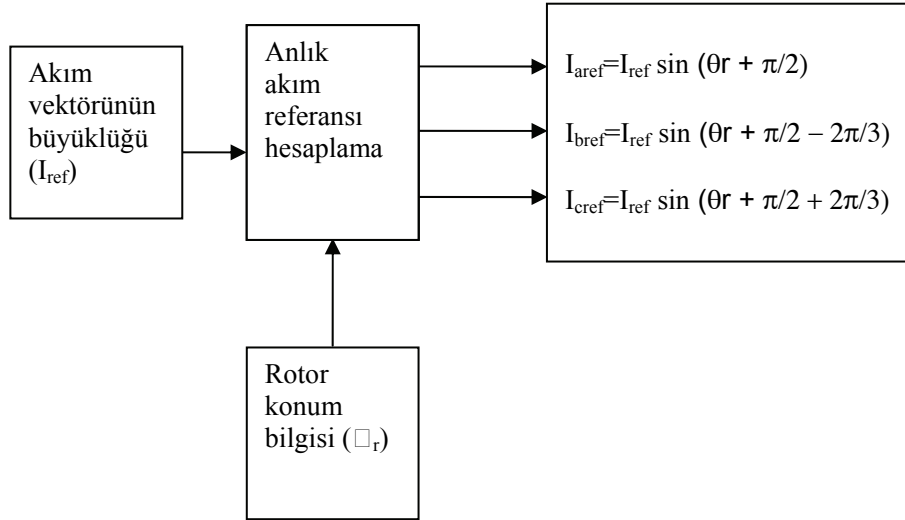 Akım
vektörünün
büyüklüğü
(Iref)
Anlık
akım
referansı
hesaplama
Iaref=Iref sin (θr + π/2)
Ibref=Iref sin (θr + π/2 − 2π/3)
Icref=Iref sin (θr + π/2 + 2π/3)
Rotor
konum
bilgisi (□r)